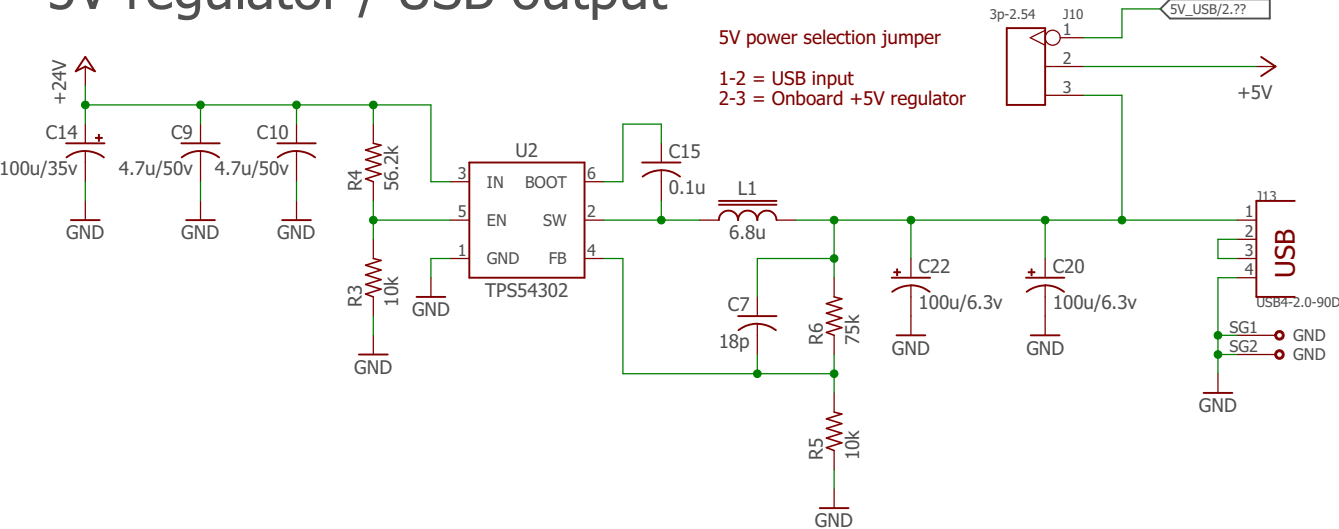 5V regulator / USB output
3p-2.54
J10
5V_USB/2.??
1
2
3
+5V
5V power selection jumper
1-2 = USB input
2-3 = Onboard +5V regulator
+24V
C14
+
100u/35v
GND
C9
4.7u/50v
GND
C10
4.7u/50v
GND
R4
56.2k
R3
10k
GND
U2
3
IN
BOOT
6
5
EN
SW
2
1
GND
FB
4
TPS54302
GND
C15
0.1u
L1
6.8u
C7
18p
R6
75k
R5
10k
GND
+
C22
100u/6.3v
GND
+
C20
100u/6.3v
GND
J13
1
2
3
4
USB
USB4-2.0-90D
SG1
GND
SG2
GND
GND